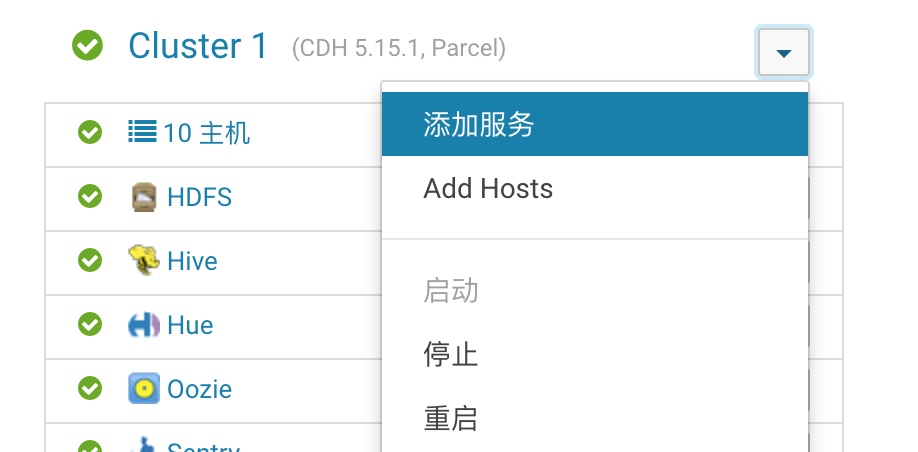 Cluster 1 (CDH 5.15.1, Parcel)
添加服务
10 主机
Add Hosts
HDFS
Hive
启动
Hue
停止
Oozie
重启
Sentry